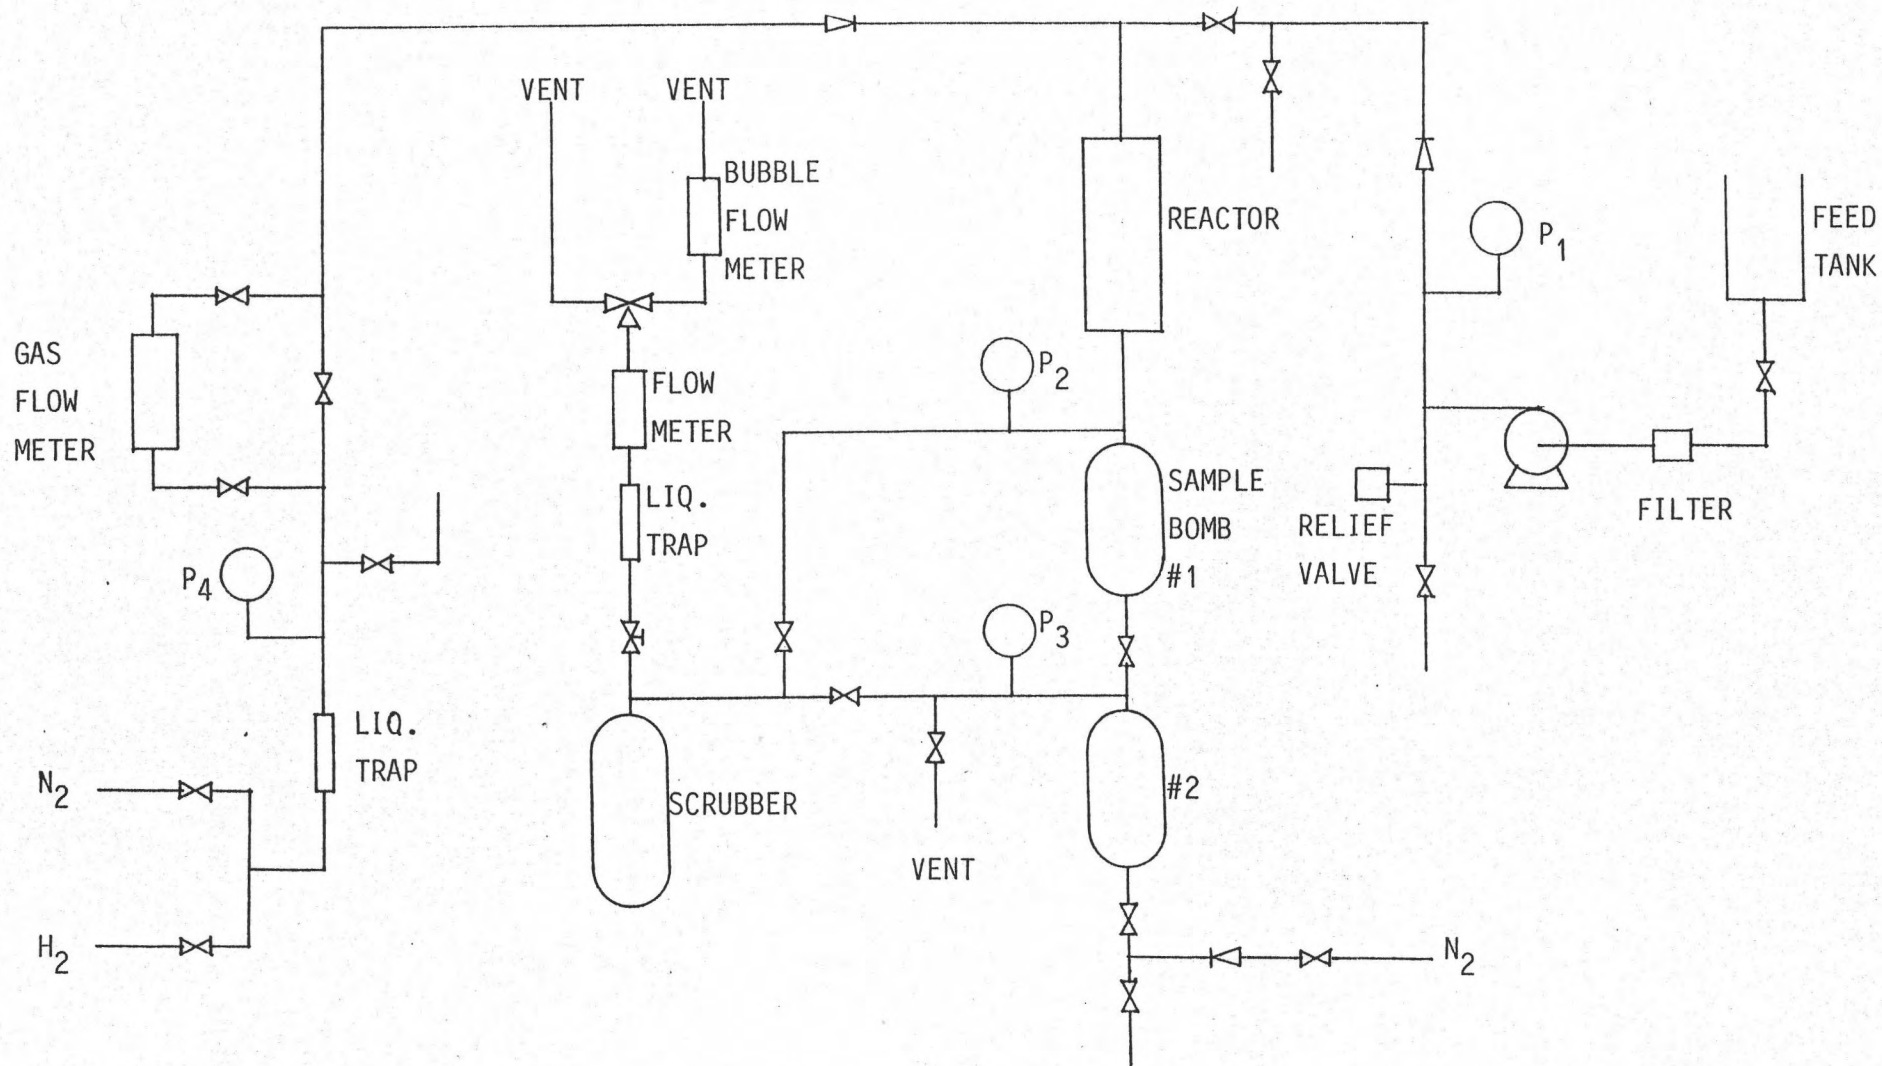 VENT
VENT
BUBBLE
FLOW
METER
REACTOR
P₁
FEED
TANK
GAS
FLOW
METER
FLOW
METER
P₂
LIQ.
TRAP
SAMPLE
BOMB
#1
RELIEF
VALVE
FILTER
P₄
P₃
LIQ.
TRAP
N₂
SCRUBBER
#2
VENT
H₂
N₂